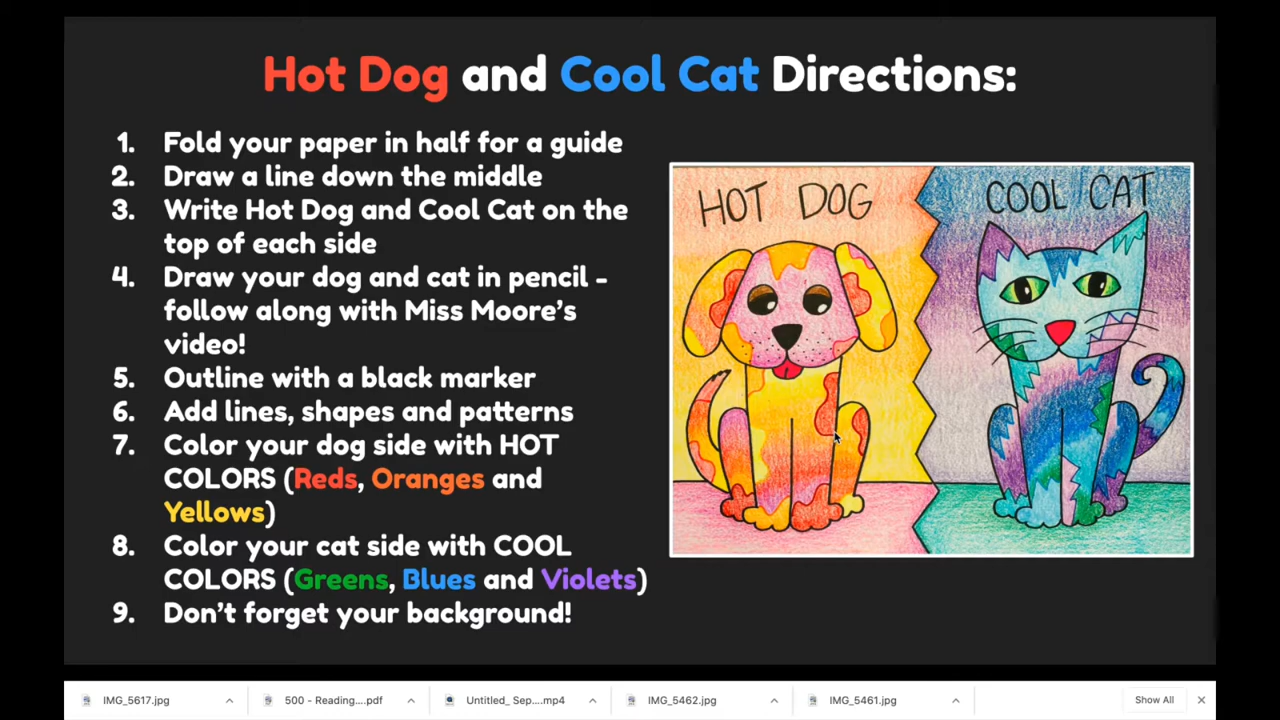 Hot Dog and Cool Cat Directions:
1. Fold your paper in half for a guide
2. Draw a line down the middle
3. Write Hot Dog and Cool Cat on the
top of each side
4. Draw your dog and cat in pencil -
follow along with Miss Moore's
video!
5. Outline with a black marker
6. Add lines, shapes and patterns
7. Color your dog side with HOT
COLORS (Reds, Oranges and
Yellows)
8. Color your cat side with COOL
COLORS (Greens, Blues and Violets)
9. Don't forget your background!
HOT DOG
COOL CAT
IMG_5617.jpg
500 - Reading....pdf
Untitled_ Sep....mp4
IMG_5462.jpg
IMG_5461.jpg
Show All